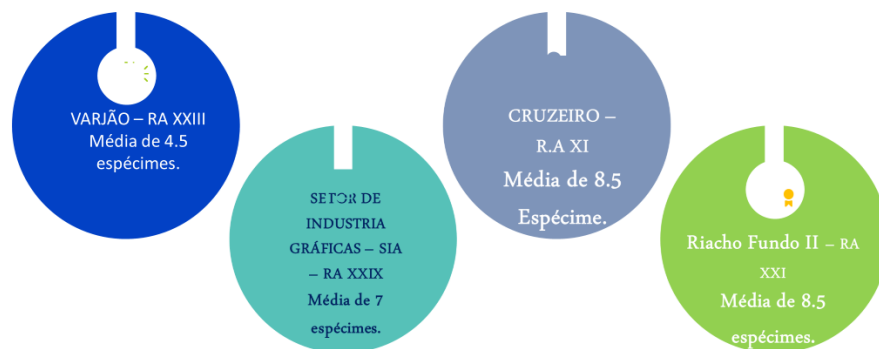 VARJÃO – RA XXIII
Média de 4.5
espécimes.
SETOR DE
INDUSTRIA
GRÁFICAS – SIA
– RA XXIX
Média de 7
espécimes.
CRUZEIRO –
R.A XI
Média de 8.5
Espécime.
Riacho Fundo II – RA
XXI
Média de 8.5
espécimes.